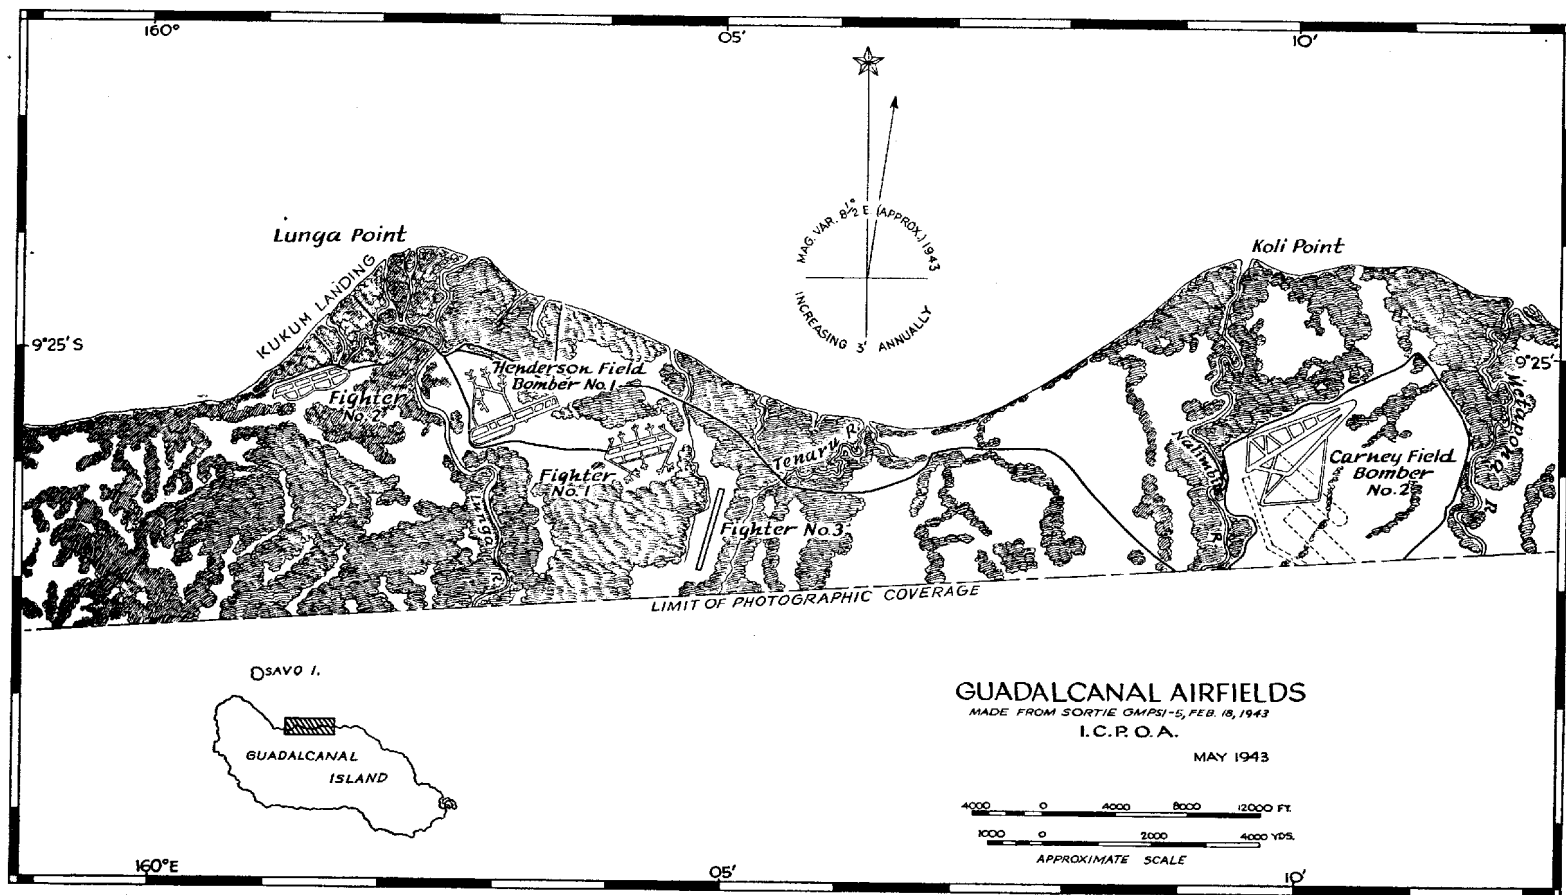 160°
05'
10'
MAG. VAR. 8½° E (APPROX.) 1943
INCREASING 3' ANNUALLY
Lunga Point
KUKUM LANDING
Koli Point
9°25' S
9°25'
Henderson Field
Bomber No. 1
Fighter
No. 2
Fighter
No. 1
Fighter No. 3
Lunga R.
Tenaru R.
Nalimbiu R.
Carney Field
Bomber
No. 2
Metapona R.
LIMIT OF PHOTOGRAPHIC COVERAGE
SAVO I.
GUADALCANAL
ISLAND
GUADALCANAL AIRFIELDS
MADE FROM SORTIE GMPS1-5, FEB. 18, 1943
I.C.P.O.A.
MAY 1943
4000 0 4000 8000 12000 FT.
1000 0 2000 4000 YDS.
APPROXIMATE SCALE
160°E
05'
10'